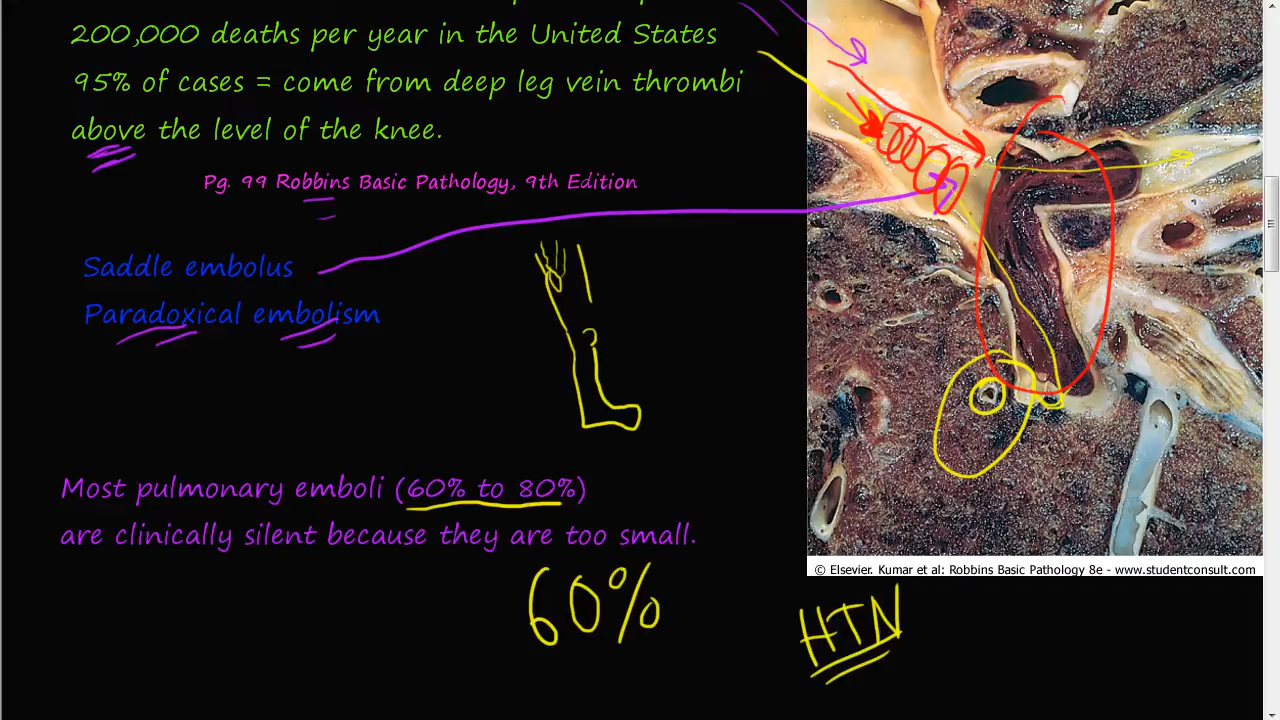 200,000 deaths per year in the United States
95% of cases = come from deep leg vein thrombi
above the level of the knee.
Pg. 99 Robbins Basic Pathology, 9th Edition
Saddle embolus
Paradoxical embolism
Most pulmonary emboli (60% to 80%)
are clinically silent because they are too small.
60%
HTN
© Elsevier. Kumar et al: Robbins Basic Pathology 8e - www.studentconsult.com